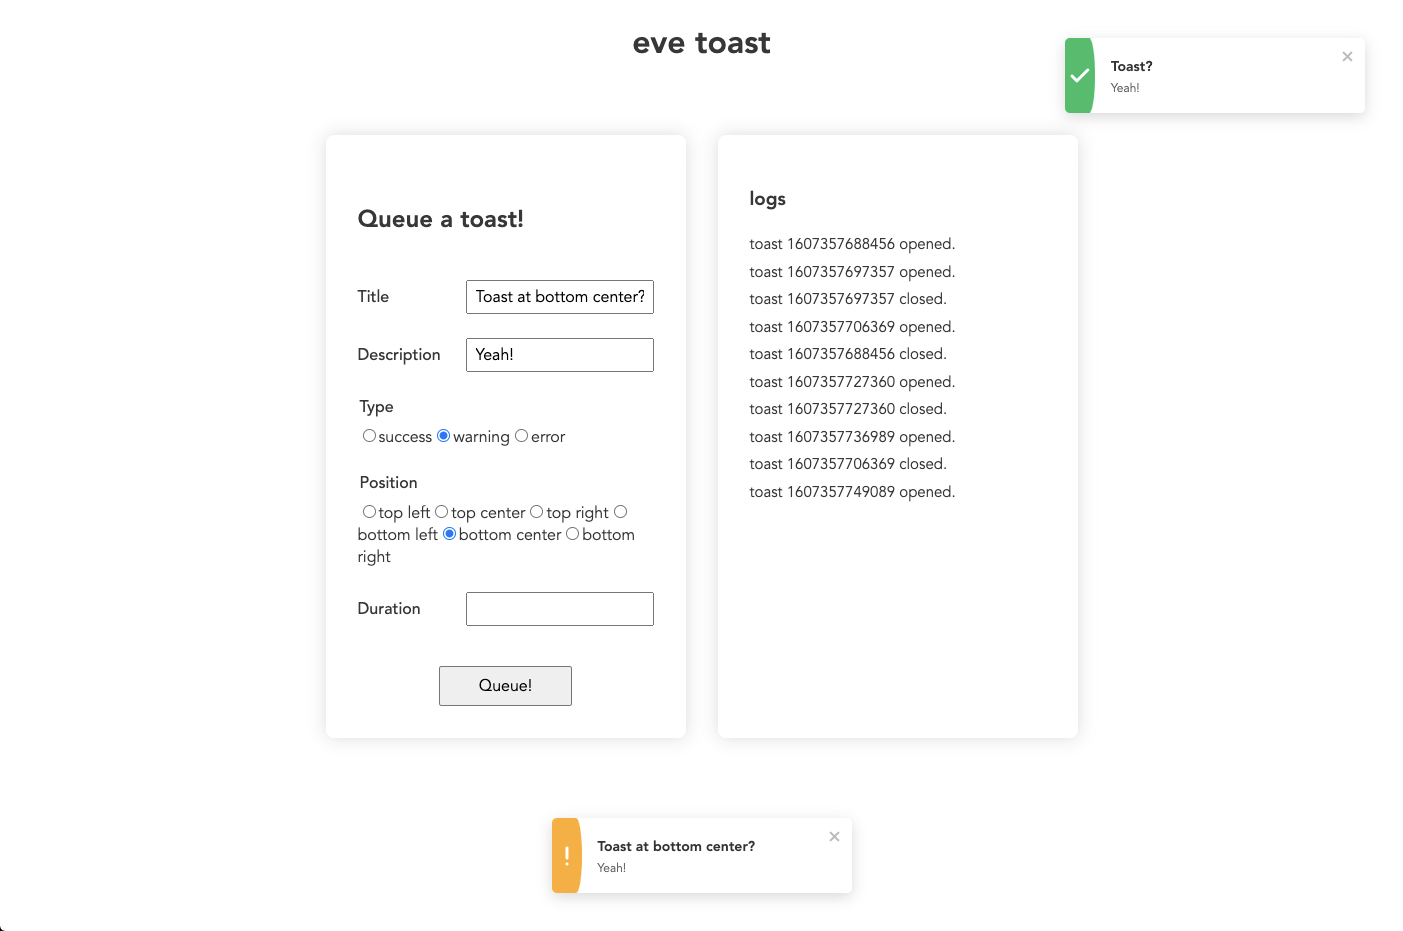 eve toast
Toast?
Yeah!
Queue a toast!
Title
Toast at bottom center?
Description
Yeah!
Type
success warning error
Position
top left top center top right
bottom left bottom center bottom
right
Duration
Queue!
logs
toast 1607357688456 opened.
toast 1607357697357 opened.
toast 1607357697357 closed.
toast 1607357706369 opened.
toast 1607357688456 closed.
toast 1607357727360 opened.
toast 1607357727360 closed.
toast 1607357736989 opened.
toast 1607357706369 closed.
toast 1607357749089 opened.
Toast at bottom center?
Yeah!